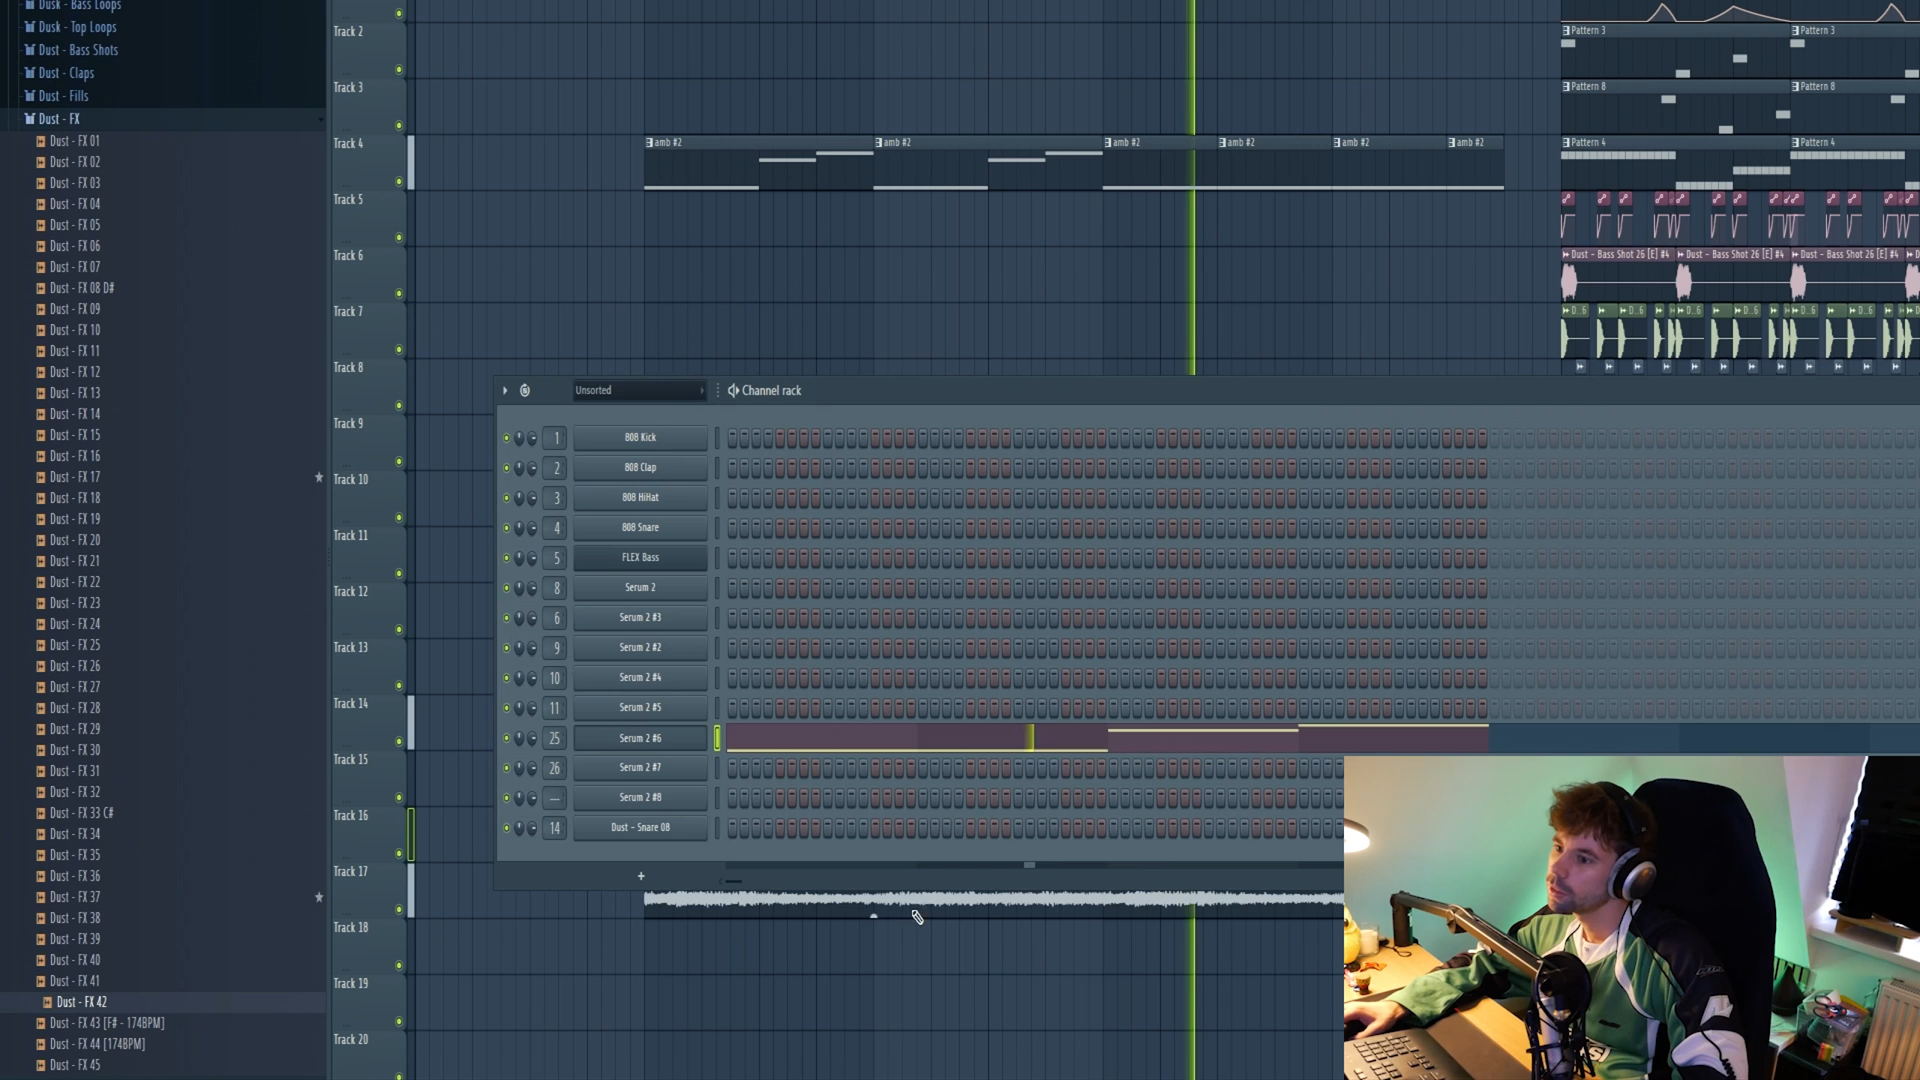 Dusk - Bass Loops
Dusk - Top Loops
Dust - Bass Shots
Dust - Claps
Dust - Fills
Dust - FX
Dust - FX 01
Dust - FX 02
Dust - FX 03
Dust - FX 04
Dust - FX 05
Dust - FX 06
Dust - FX 07
Dust - FX 08 D#
Dust - FX 09
Dust - FX 10
Dust - FX 11
Dust - FX 12
Dust - FX 13
Dust - FX 14
Dust - FX 15
Dust - FX 16
Dust - FX 17
Dust - FX 18
Dust - FX 19
Dust - FX 20
Dust - FX 21
Dust - FX 22
Dust - FX 23
Dust - FX 24
Dust - FX 25
Dust - FX 26
Dust - FX 27
Dust - FX 28
Dust - FX 29
Dust - FX 30
Dust - FX 31
Dust - FX 32
Dust - FX 33 C#
Dust - FX 34
Dust - FX 35
Dust - FX 36
Dust - FX 37
Dust - FX 38
Dust - FX 39
Dust - FX 40
Dust - FX 41
Dust - FX 42
Dust - FX 43 [F# - 174BPM]
Dust - FX 44 [174BPM]
Dust - FX 45
Track 2
Track 3
Track 4
Track 5
Track 6
Track 7
Track 8
Track 9
Track 10
Track 11
Track 12
Track 13
Track 14
Track 15
Track 16
Track 17
Track 18
Track 19
Track 20
Pattern 3 Pattern 3
Pattern 8 Pattern 8
amb #2 amb #2 amb #2 amb #2 amb #2 amb #2 Pattern 4 Pattern 4
Dust - Bass Shot 26 [E] #4 Dust - Bass Shot 26 [E] #4 Dust - Bass Shot 26 [E] #4 D
D..6 D..6 D..6 D..6 D..6 D..6
Unsorted Channel rack
1 808 Kick
2 808 Clap
3 808 HiHat
4 808 Snare
5 FLEX Bass
8 Serum 2
6 Serum 2 #3
9 Serum 2 #2
10 Serum 2 #4
11 Serum 2 #5
25 Serum 2 #6
26 Serum 2 #7
--- Serum 2 #8
14 Dust - Snare 08
+